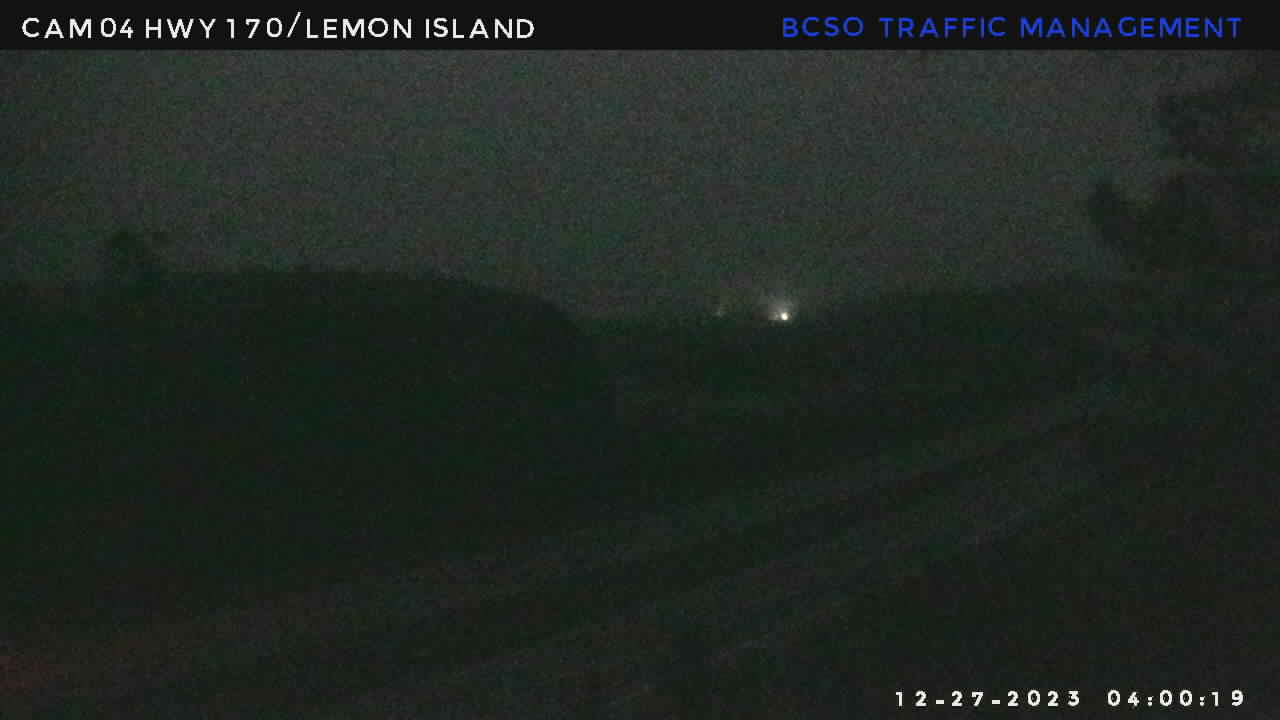 CAM04 HWY 170/LEMON ISLAND
BCSO TRAFFIC MANAGEMENT
12-27-2023 04:00:19